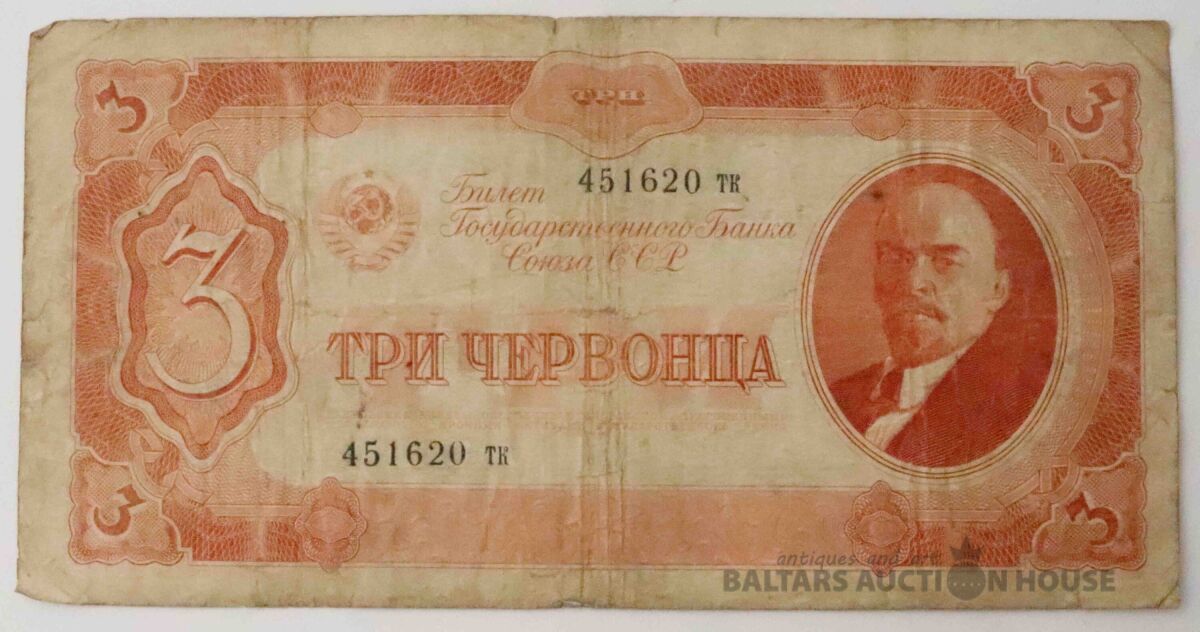 3
ТРИ
3
Билет
451620 ТК
Государственного Банка
Союза ССР
3
ТРИ ЧЕРВОНЦА
451620 ТК
3
3
antiques and art
BALTARS AUCTION HOUSE